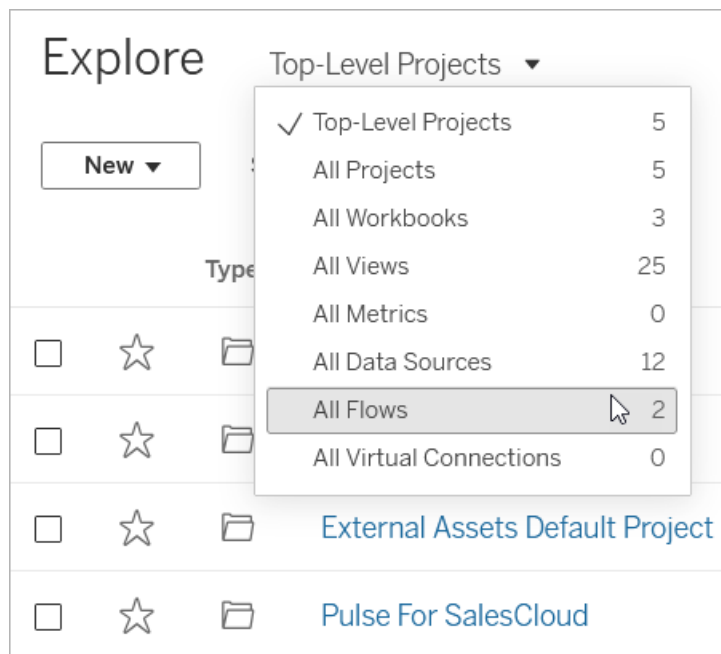 Explore Top-Level Projects
Top-Level Projects 5
New
All Projects 5
All Workbooks 3
All Views 25
Type
All Metrics 0
All Data Sources 12
All Flows 2
All Virtual Connections 0
External Assets Default Project
Pulse For SalesCloud